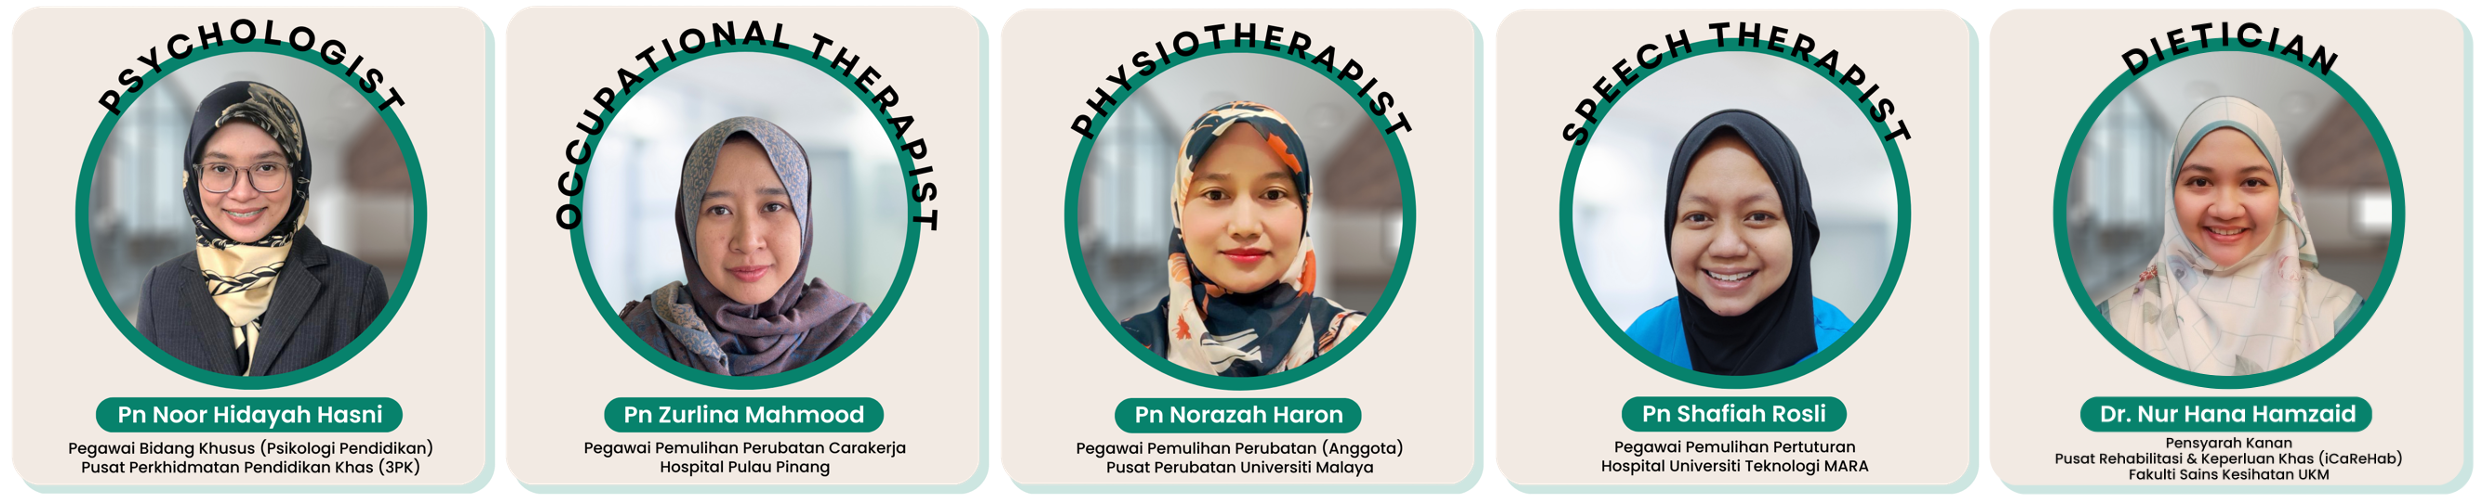 PSYCHOLOGIST
Pn Noor Hidayah Hasni
Pegawai Bidang Khusus (Psikologi Pendidikan)
Pusat Perkhidmatan Pendidikan Khas (3PK)
OCCUPATIONAL THERAPIST
Pn Zurlina Mahmood
Pegawai Pemulihan Perubatan Carakerja
Hospital Pulau Pinang
PHYSIOTHERAPIST
Pn Norazah Haron
Pegawai Pemulihan Perubatan (Anggota)
Pusat Perubatan Universiti Malaya
SPEECH THERAPIST
Pn Shafiah Rosli
Pegawai Pemulihan Pertuturan
Hospital Universiti Teknologi MARA
DIETICIAN
Dr. Nur Hana Hamzaid
Pensyarah Kanan
Pusat Rehabilitasi & Keperluan Khas (iCaReHab)
Fakulti Sains Kesihatan UKM